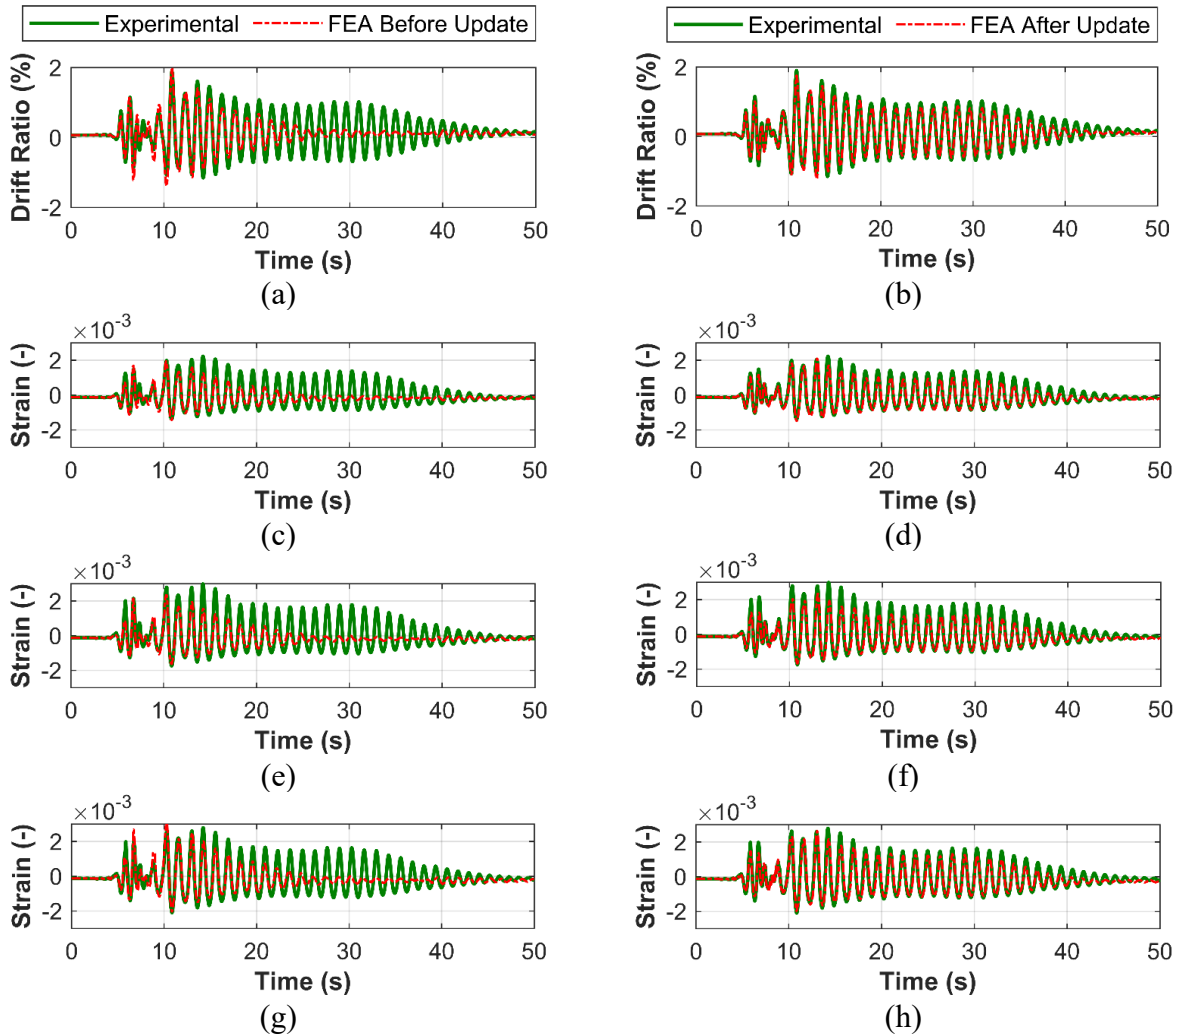 Experimental FEA Before Update
Experimental FEA After Update
Drift Ratio (%)
2
0
-2
0 10 20 30 40 50
Time (s)
(a)
Drift Ratio (%)
2
0
-2
0 10 20 30 40 50
Time (s)
(b)
×10-3
Strain (-)
2
0
-2
0 10 20 30 40 50
Time (s)
(c)
×10-3
Strain (-)
2
0
-2
0 10 20 30 40 50
Time (s)
(d)
×10-3
Strain (-)
2
0
-2
0 10 20 30 40 50
Time (s)
(e)
×10-3
Strain (-)
2
0
-2
0 10 20 30 40 50
Time (s)
(f)
×10-3
Strain (-)
2
0
-2
0 10 20 30 40 50
Time (s)
(g)
×10-3
Strain (-)
2
0
-2
0 10 20 30 40 50
Time (s)
(h)